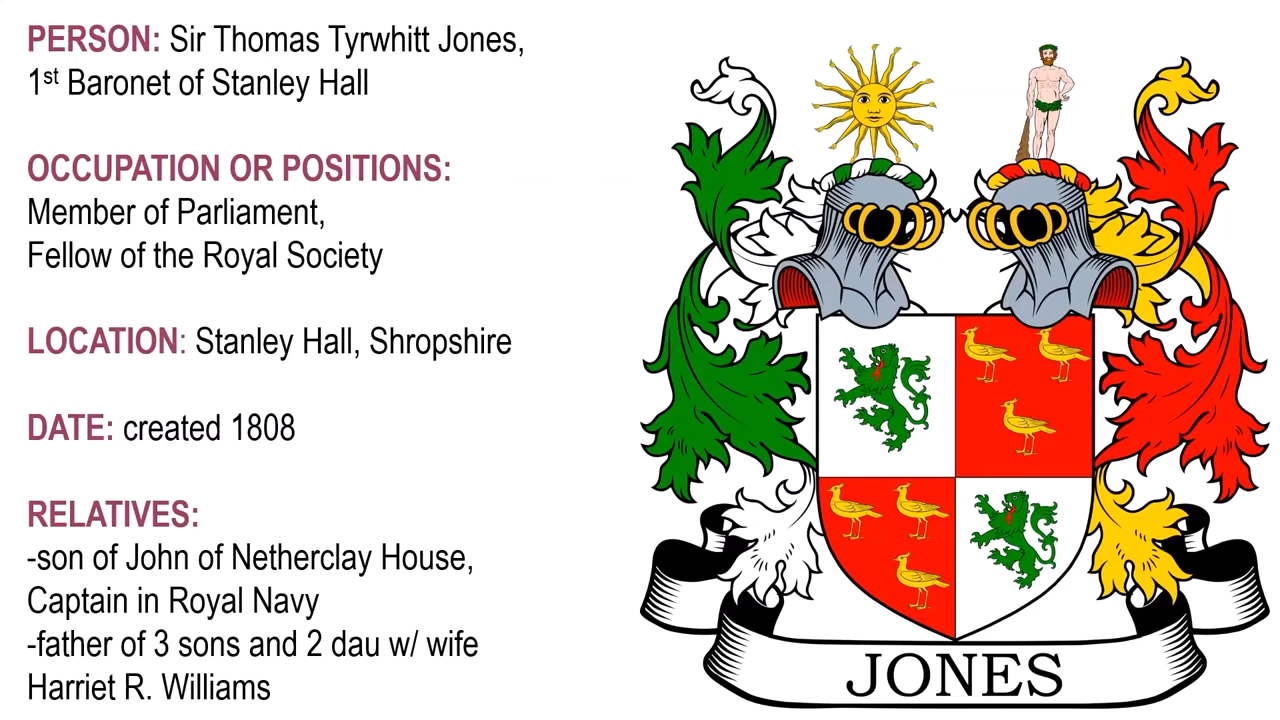 PERSON: Sir Thomas Tyrwhitt Jones,
1st Baronet of Stanley Hall
OCCUPATION OR POSITIONS:
Member of Parliament,
Fellow of the Royal Society
LOCATION: Stanley Hall, Shropshire
DATE: created 1808
RELATIVES:
-son of John of Netherclay House,
Captain in Royal Navy
-father of 3 sons and 2 dau w/ wife
Harriet R. Williams
JONES